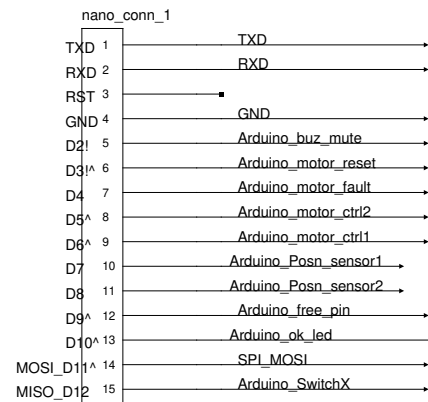 nano_conn_1
TXD 1 TXD
RXD 2 RXD
RST 3
GND 4 GND
D2! 5 Arduino_buz_mute
D3!^ 6 Arduino_motor_reset
D4 7 Arduino_motor_fault
D5^ 8 Arduino_motor_ctrl2
D6^ 9 Arduino_motor_ctrl1
D7 10 Arduino_Posn_sensor1
D8 11 Arduino_Posn_sensor2
D9^ 12 Arduino_free_pin
D10^ 13 Arduino_ok_led
MOSI_D11^ 14 SPI_MOSI
MISO_D12 15 Arduino_SwitchX